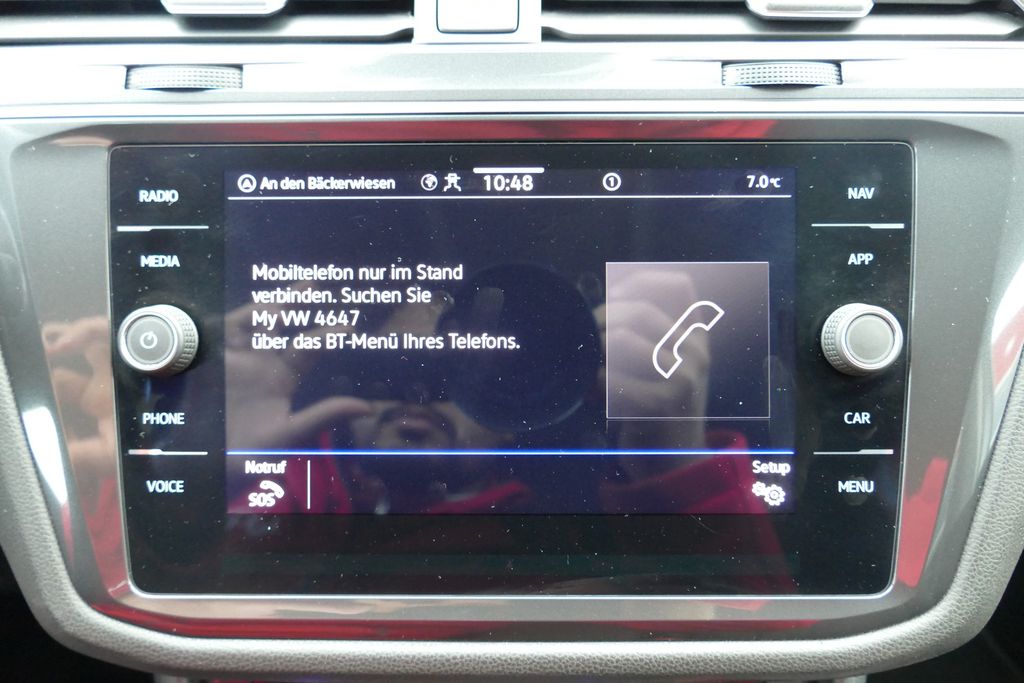 An den Bäckerwiesen 10:48 1 7.0°C
RADIO
MEDIA
PHONE
VOICE
Mobiltelefon nur im Stand
verbinden. Suchen Sie
My VW 4647
über das BT-Menü Ihres Telefons.
Notruf
SOS
Setup
NAV
APP
CAR
MENU